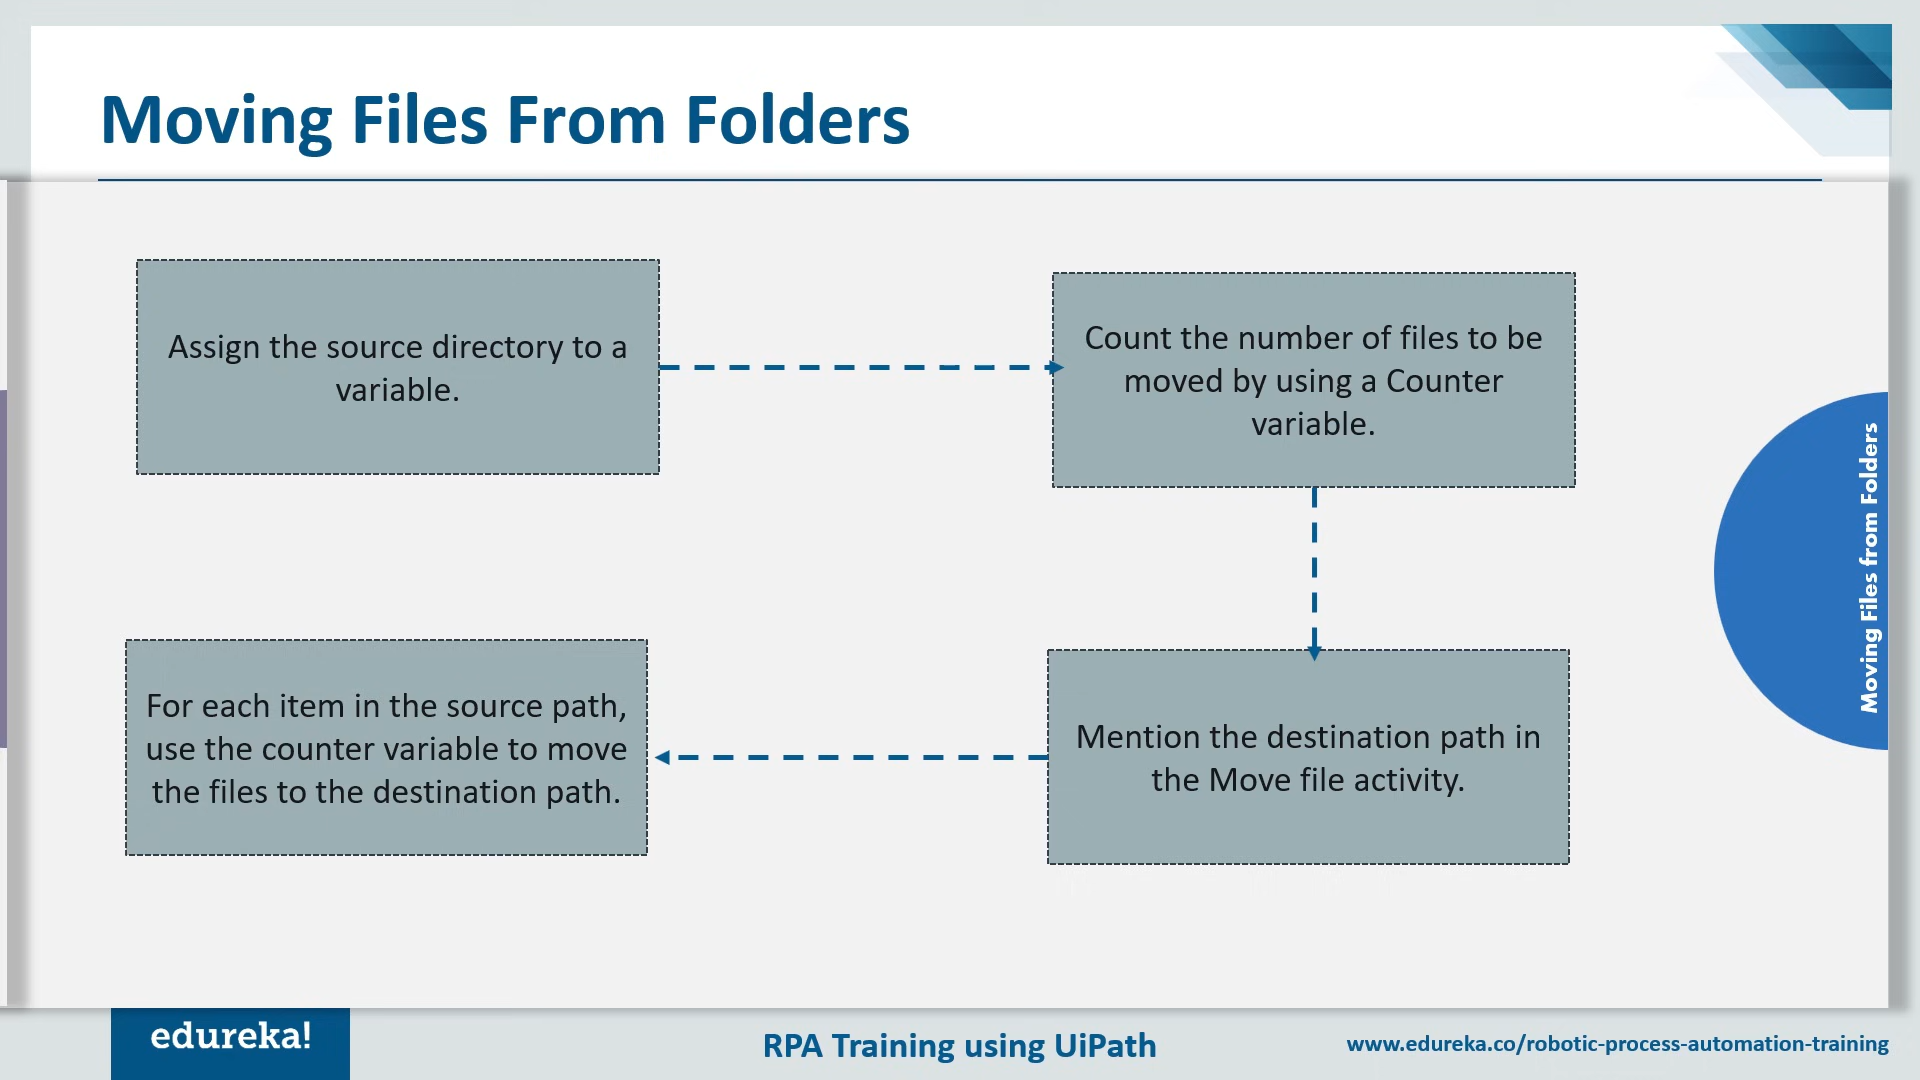 Moving Files From Folders
Assign the source directory to a
variable.
Count the number of files to be
moved by using a Counter
variable.
Mention the destination path in
the Move file activity.
For each item in the source path,
use the counter variable to move
the files to the destination path.
Moving Files from Folders
edureka!
RPA Training using UiPath
www.edureka.co/robotic-process-automation-training